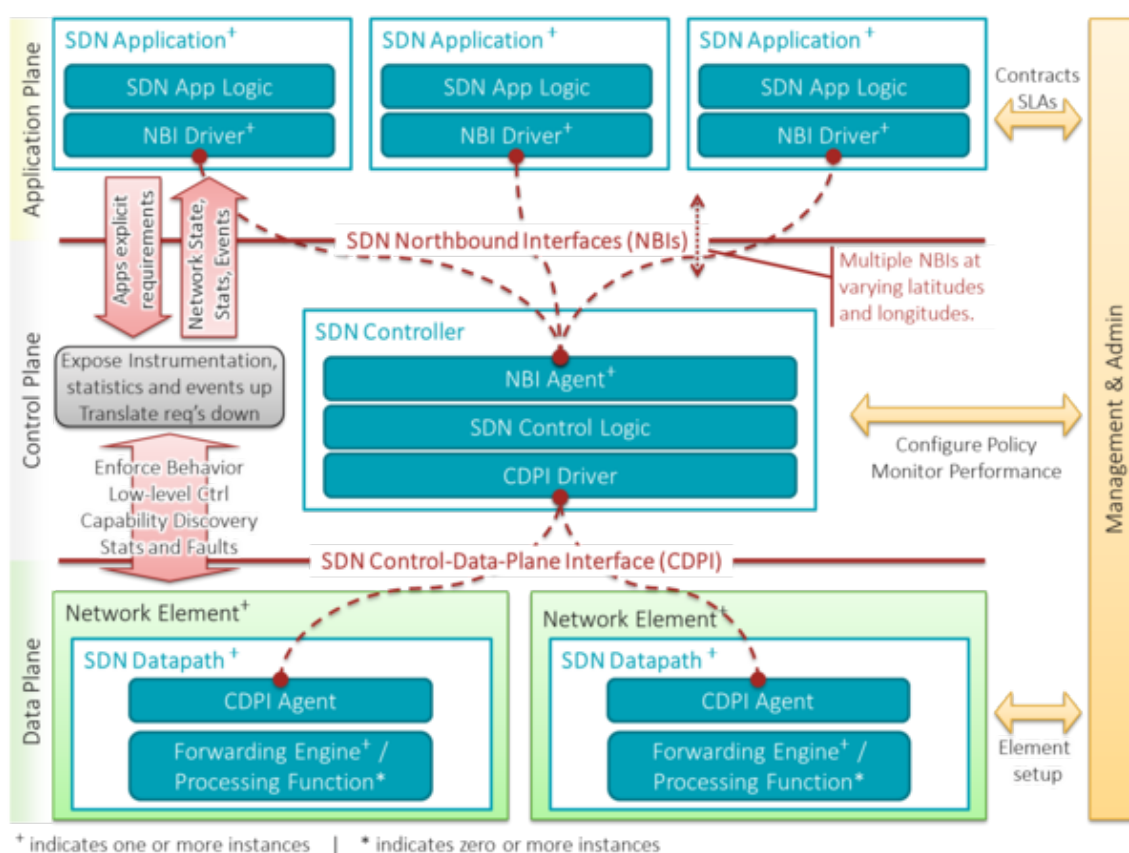 Application Plane
SDN Application+
SDN App Logic
NBI Driver+
SDN Application+
SDN App Logic
NBI Driver+
SDN Application+
SDN App Logic
NBI Driver+
Contracts
SLAs
Apps explicit
requirements
Network State,
Stats, Events
SDN Northbound Interfaces (NBIs)
Multiple NBIs at
varying latitudes
and longitudes.
Control Plane
Expose Instrumentation,
statistics and events up
Translate req's down
SDN Controller
NBI Agent+
SDN Control Logic
CDPI Driver
Configure Policy
Monitor Performance
Management & Admin
Enforce Behavior
Low-level Ctrl
Capability Discovery
Stats and Faults
SDN Control-Data-Plane Interface (CDPI)
Data Plane
Network Element+
SDN Datapath+
CDPI Agent
Forwarding Engine+ /
Processing Function*
Network Element+
SDN Datapath+
CDPI Agent
Forwarding Engine+ /
Processing Function*
Element
setup
+ indicates one or more instances | * indicates zero or more instances